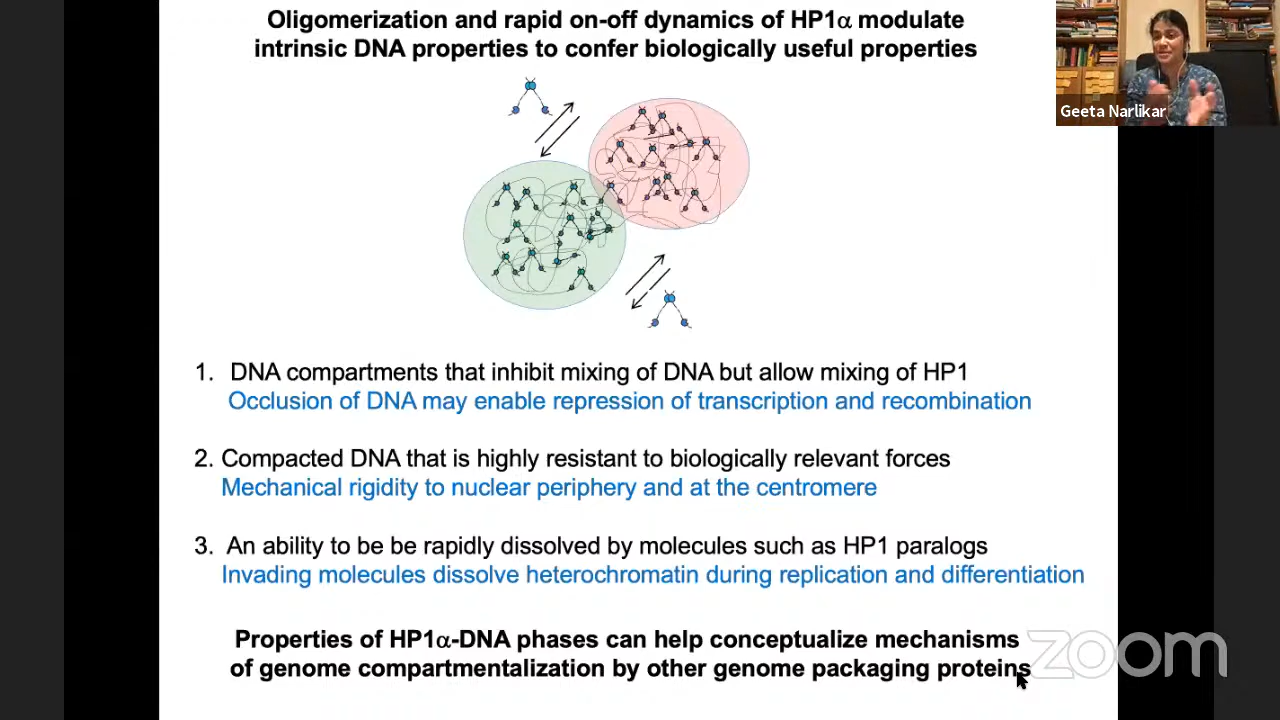 Oligomerization and rapid on-off dynamics of HP1α modulate
intrinsic DNA properties to confer biologically useful properties
Geeta Narlikar
1. DNA compartments that inhibit mixing of DNA but allow mixing of HP1
Occlusion of DNA may enable repression of transcription and recombination
2. Compacted DNA that is highly resistant to biologically relevant forces
Mechanical rigidity to nuclear periphery and at the centromere
3. An ability to be be rapidly dissolved by molecules such as HP1 paralogs
Invading molecules dissolve heterochromatin during replication and differentiation
Properties of HP1α-DNA phases can help conceptualize mechanisms
of genome compartmentalization by other genome packaging proteins
zoom